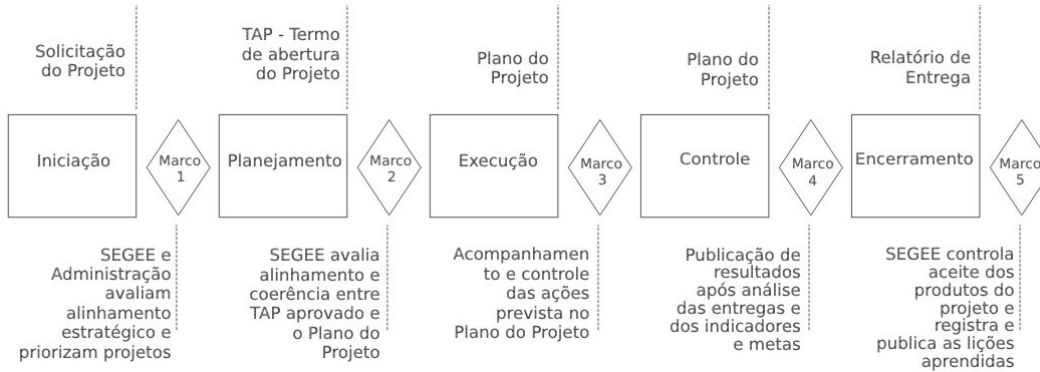 Solicitação
do Projeto
TAP - Termo
de abertura
do Projeto
Plano do
Projeto
Plano do
Projeto
Relatório de
Entrega
Iniciação
Marco
1
Planejamento
Marco
2
Execução
Marco
3
Controle
Marco
4
Encerramento
Marco
5
SEGEE e
Administração
avaliam
alinhamento
estratégico e
priorizam projetos
SEGEE avalia
alinhamento e
coerência entre
TAP aprovado e
o Plano do
Projeto
Acompanhamen
to e controle
das ações
prevista no
Plano do Projeto
Publicação de
resultados
após análise
das entregas e
dos indicadores
e metas
SEGEE controla
aceite dos
produtos do
projeto e
registra e
publica as lições
aprendidas